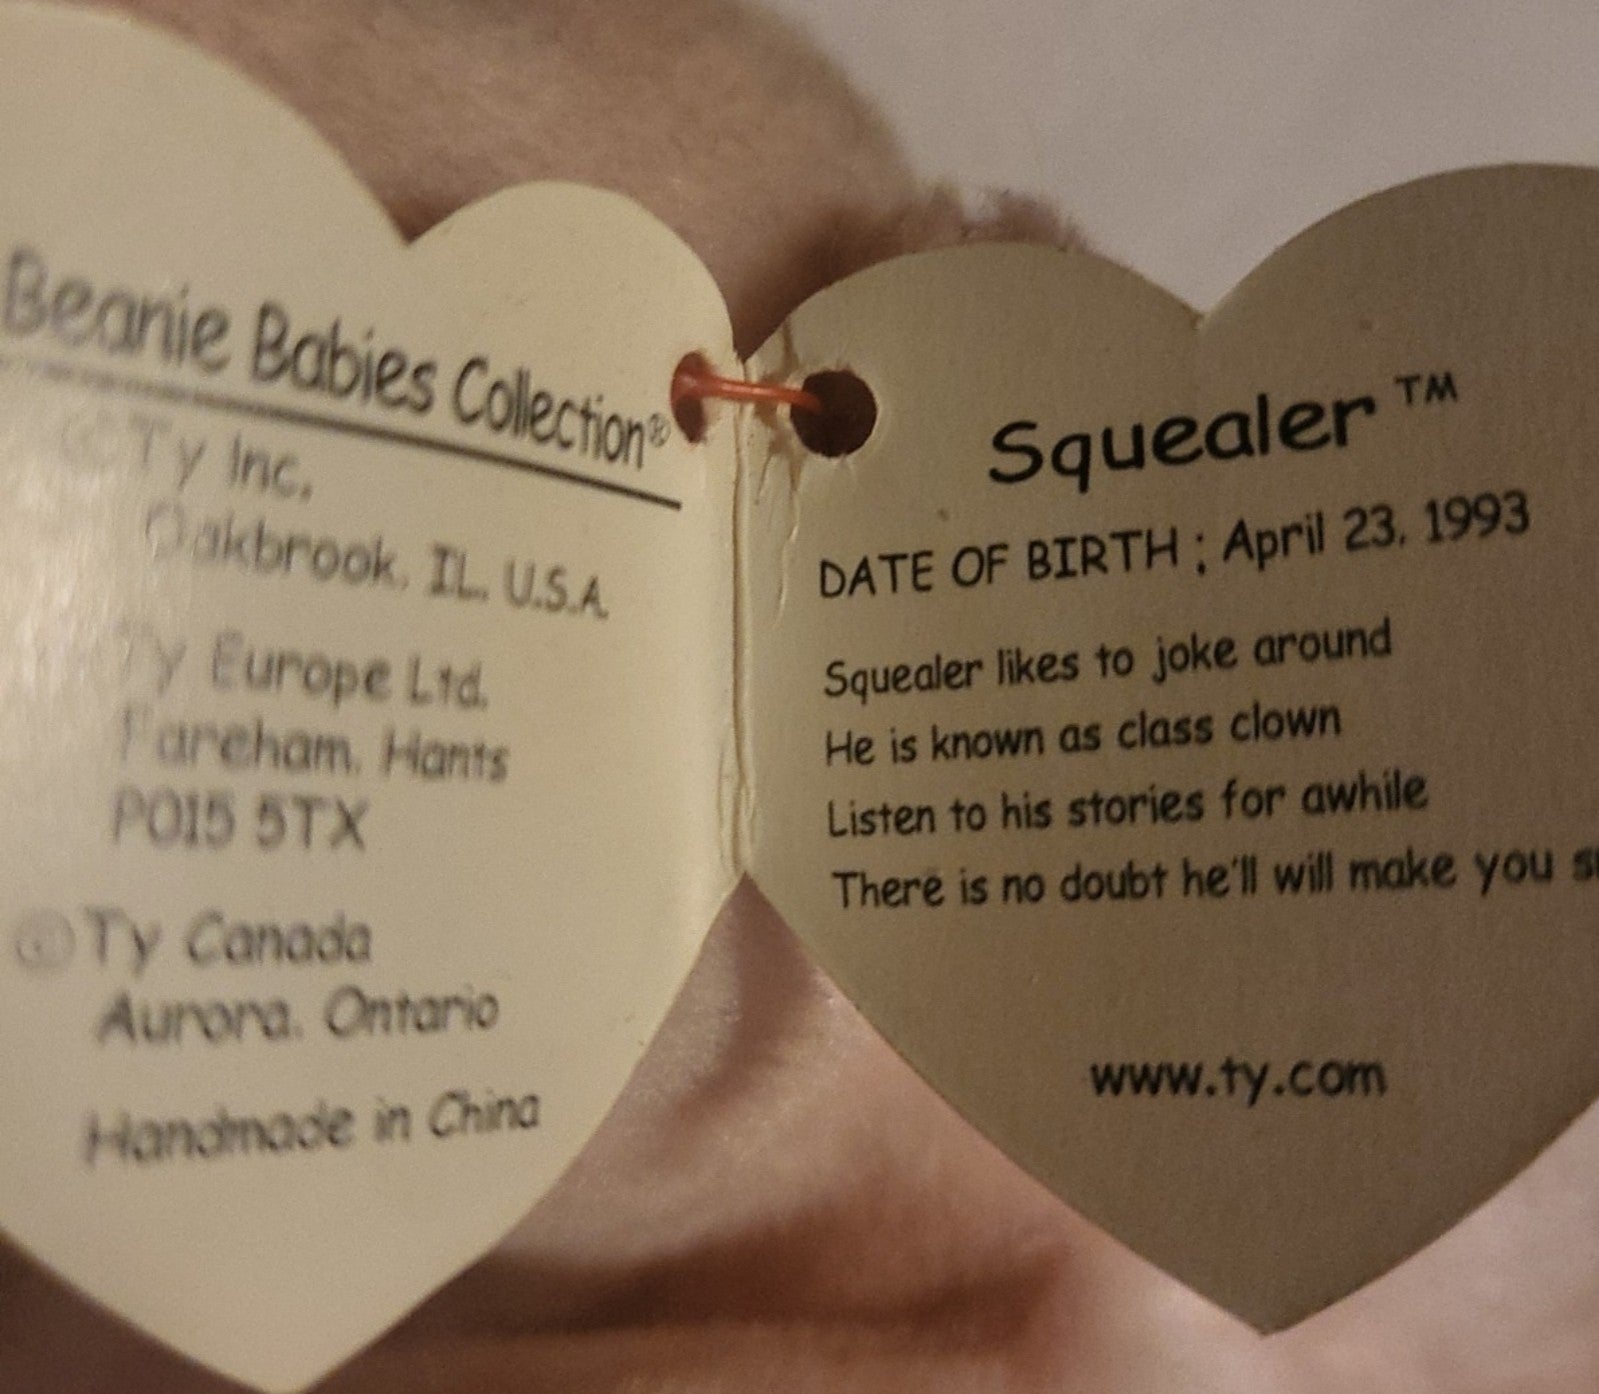 Beanie Babies Collection®
© Ty Inc.
Oakbrook, IL. U.S.A.
Ty Europe Ltd.
Fareham, Hants
PO15 5TX
© Ty Canada
Aurora, Ontario
Handmade in China
Squealer™
DATE OF BIRTH : April 23, 1993
Squealer likes to joke around
He is known as class clown
Listen to his stories for awhile
There is no doubt he'll will make you
www.ty.com